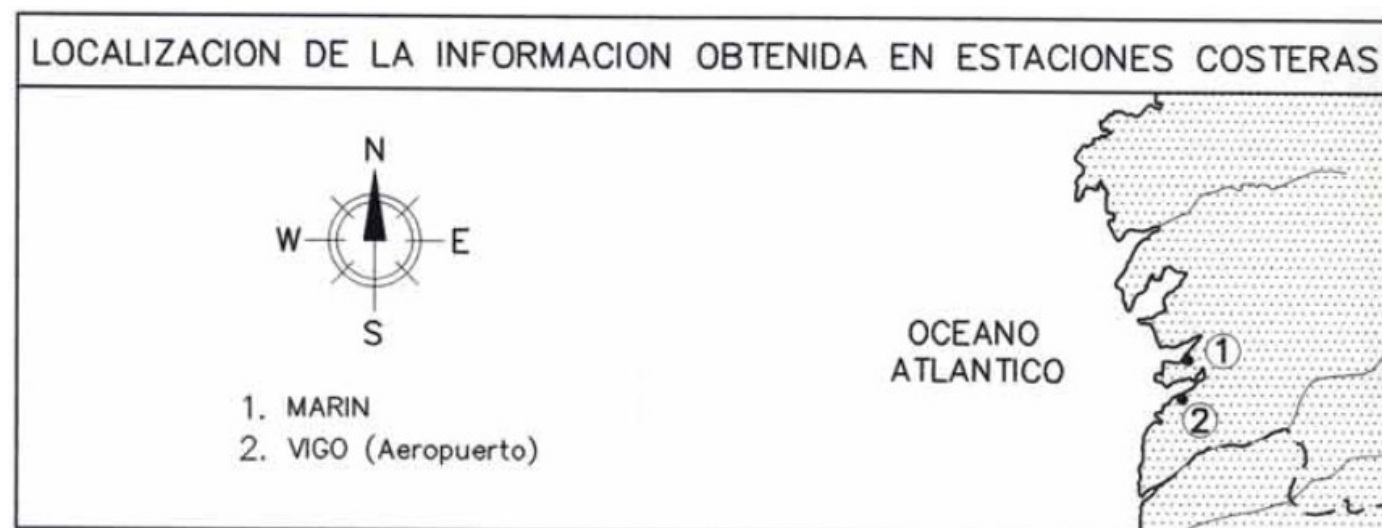 LOCALIZACION DE LA INFORMACION OBTENIDA EN ESTACIONES COSTERAS
N
W E
S
OCEANO
ATLANTICO
1
2
1. MARIN
2. VIGO (Aeropuerto)